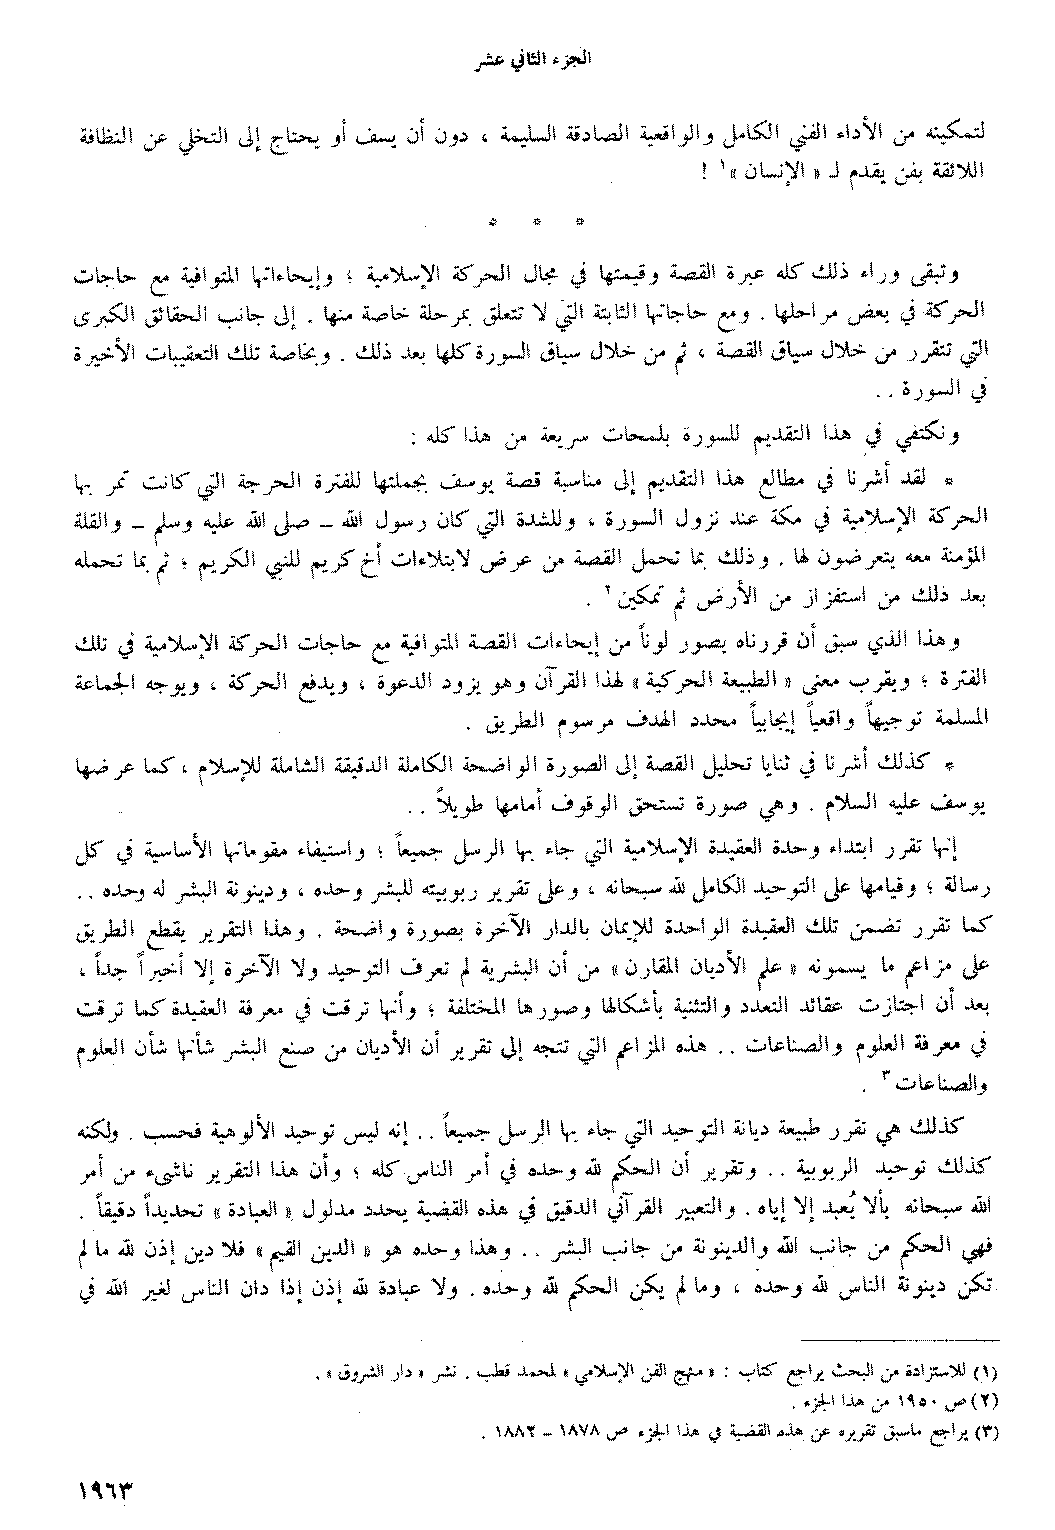 الجزء الثاني عشر
لتمكينه من الأداء الفني الكامل والواقعية الصادقة السليمة ، دون أن يسف أو يحتاج إلى التخلي عن النظافة
اللائقة بفن يقدم لـ « الإنسان »١ !
* * *
وتبقى وراء ذلك كله عبرة القصة وقيمتها في مجال الحركة الإسلامية ؛ وإيحاءاتها المتوافية مع حاجات
الحركة في بعض مراحلها . ومع حاجاتها الثابتة التي لا تتعلق بمرحلة خاصة منها . إلى جانب الحقائق الكبرى
التي تتقرر من خلال سياق القصة ، ثم من خلال سياق السورة كلها بعد ذلك . وبخاصة تلك التعقيبات الأخيرة
في السورة . .
ونكتفي في هذا التقديم للسورة بلمحات سريعة من هذا كله :
* لقد أشرنا في مطالع هذا التقديم إلى مناسبة قصة يوسف بجملتها للفترة الحرجة التي كانت تمر بها
الحركة الإسلامية في مكة عند نزول السورة ، وللشدة التي كان رسول الله – صلى الله عليه وسلم – والقلة
المؤمنة معه يتعرضون لها . وذلك بما تحمل القصة من عرض لابتلاءات أخ كريم للنبي الكريم ؛ ثم بما تحمله
بعد ذلك من استفزاز من الأرض ثم تمكين٢ .
وهذا الذي سبق أن قررناه يصور لوناً من إيحاءات القصة المتوافية مع حاجات الحركة الإسلامية في تلك
الفترة ؛ ويقرب معنى « الطبيعة الحركية » لهذا القرآن وهو يزود الدعوة ، ويدفع الحركة ، ويوجه الجماعة
المسلمة توجيهاً واقعياً إيجابياً محدد الهدف مرسوم الطريق .
* كذلك أشرنا في ثنايا تحليل القصة إلى الصورة الواضحة الكاملة الدقيقة الشاملة للإسلام ، كما عرضها
يوسف عليه السلام . وهي صورة تستحق الوقوف أمامها طويلاً . .
إنها تقرر ابتداء وحدة العقيدة الإسلامية التي جاء بها الرسل جميعاً ؛ واستيفاء مقوماتها الأساسية في كل
رسالة ؛ وقيامها على التوحيد الكامل لله سبحانه ، وعلى تقرير ربوبيته للبشر وحده ، ودينونة البشر له وحده . .
كما تقرر تضمن تلك العقيدة الواحدة للإيمان بالدار الآخرة بصورة واضحة . وهذا التقرير يقطع الطريق
على مزاعم ما يسمونه « علم الأديان المقارن » من أن البشرية لم تعرف التوحيد ولا الآخرة إلا أخيراً جداً ،
بعد أن اجتازت عقائد التعدد والتثنية بأشكالها وصورها المختلفة ؛ وأنها ترقت في معرفة العقيدة كما ترقت
في معرفة العلوم والصناعات . . هذه المزاعم التي تتجه إلى تقرير أن الأديان من صنع البشر شأنها شأن العلوم
والصناعات٣ .
كذلك هي تقرر طبيعة ديانة التوحيد التي جاء بها الرسل جميعاً . . إنه ليس توحيد الألوهية فحسب . ولكنه
كذلك توحيد الربوبية . . وتقرير أن الحكم لله وحده في أمر الناس كله ؛ وأن هذا التقرير ناشىء من أمر
الله سبحانه بألا يُعبد إلا إياه . والتعبير القرآني الدقيق في هذه القضية يحدد مدلول « العبادة » تحديداً دقيقاً .
فهي الحكم من جانب الله والدينونة من جانب البشر . . وهذا وحده هو « الدين القيم » فلا دين إذن لله ما لم
تكن دينونة الناس لله وحده ، وما لم يكن الحكم لله وحده . ولا عبادة لله إذن إذا دان الناس لغير الله في
(١) للاستزادة من البحث يراجع كتاب : « منهج الفن الإسلامي » لمحمد قطب . نشر « دار الشروق » .
(٢) ص ١٩٥٠ من هذا الجزء .
(٣) يراجع ماسبق تقريره عن هذه القضية في هذا الجزء ص ١٨٧٨ – ١٨٨٢ .
١٩٦٣